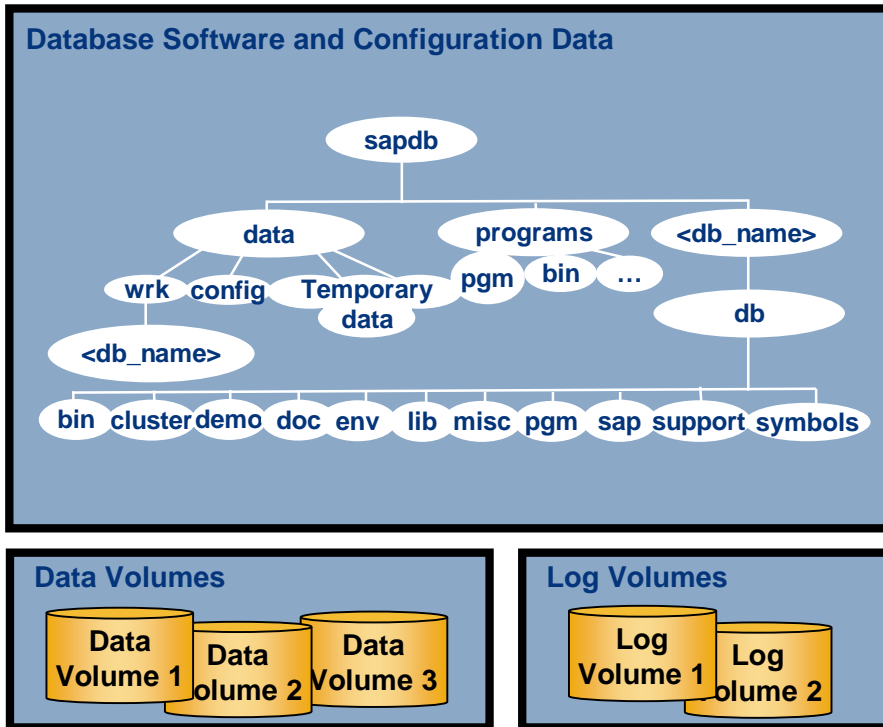 Database Software and Configuration Data
sapdb
data
programs
<db_name>
wrk
config
Temporary
data
pgm
bin
...
db
<db_name>
bin
cluster
demo
doc
env
lib
misc
pgm
sap
support
symbols
Data Volumes
Data
Volume 1
Data
olume 2
Data
Volume 3
Log Volumes
Log
Volume 1
Log
olume 2